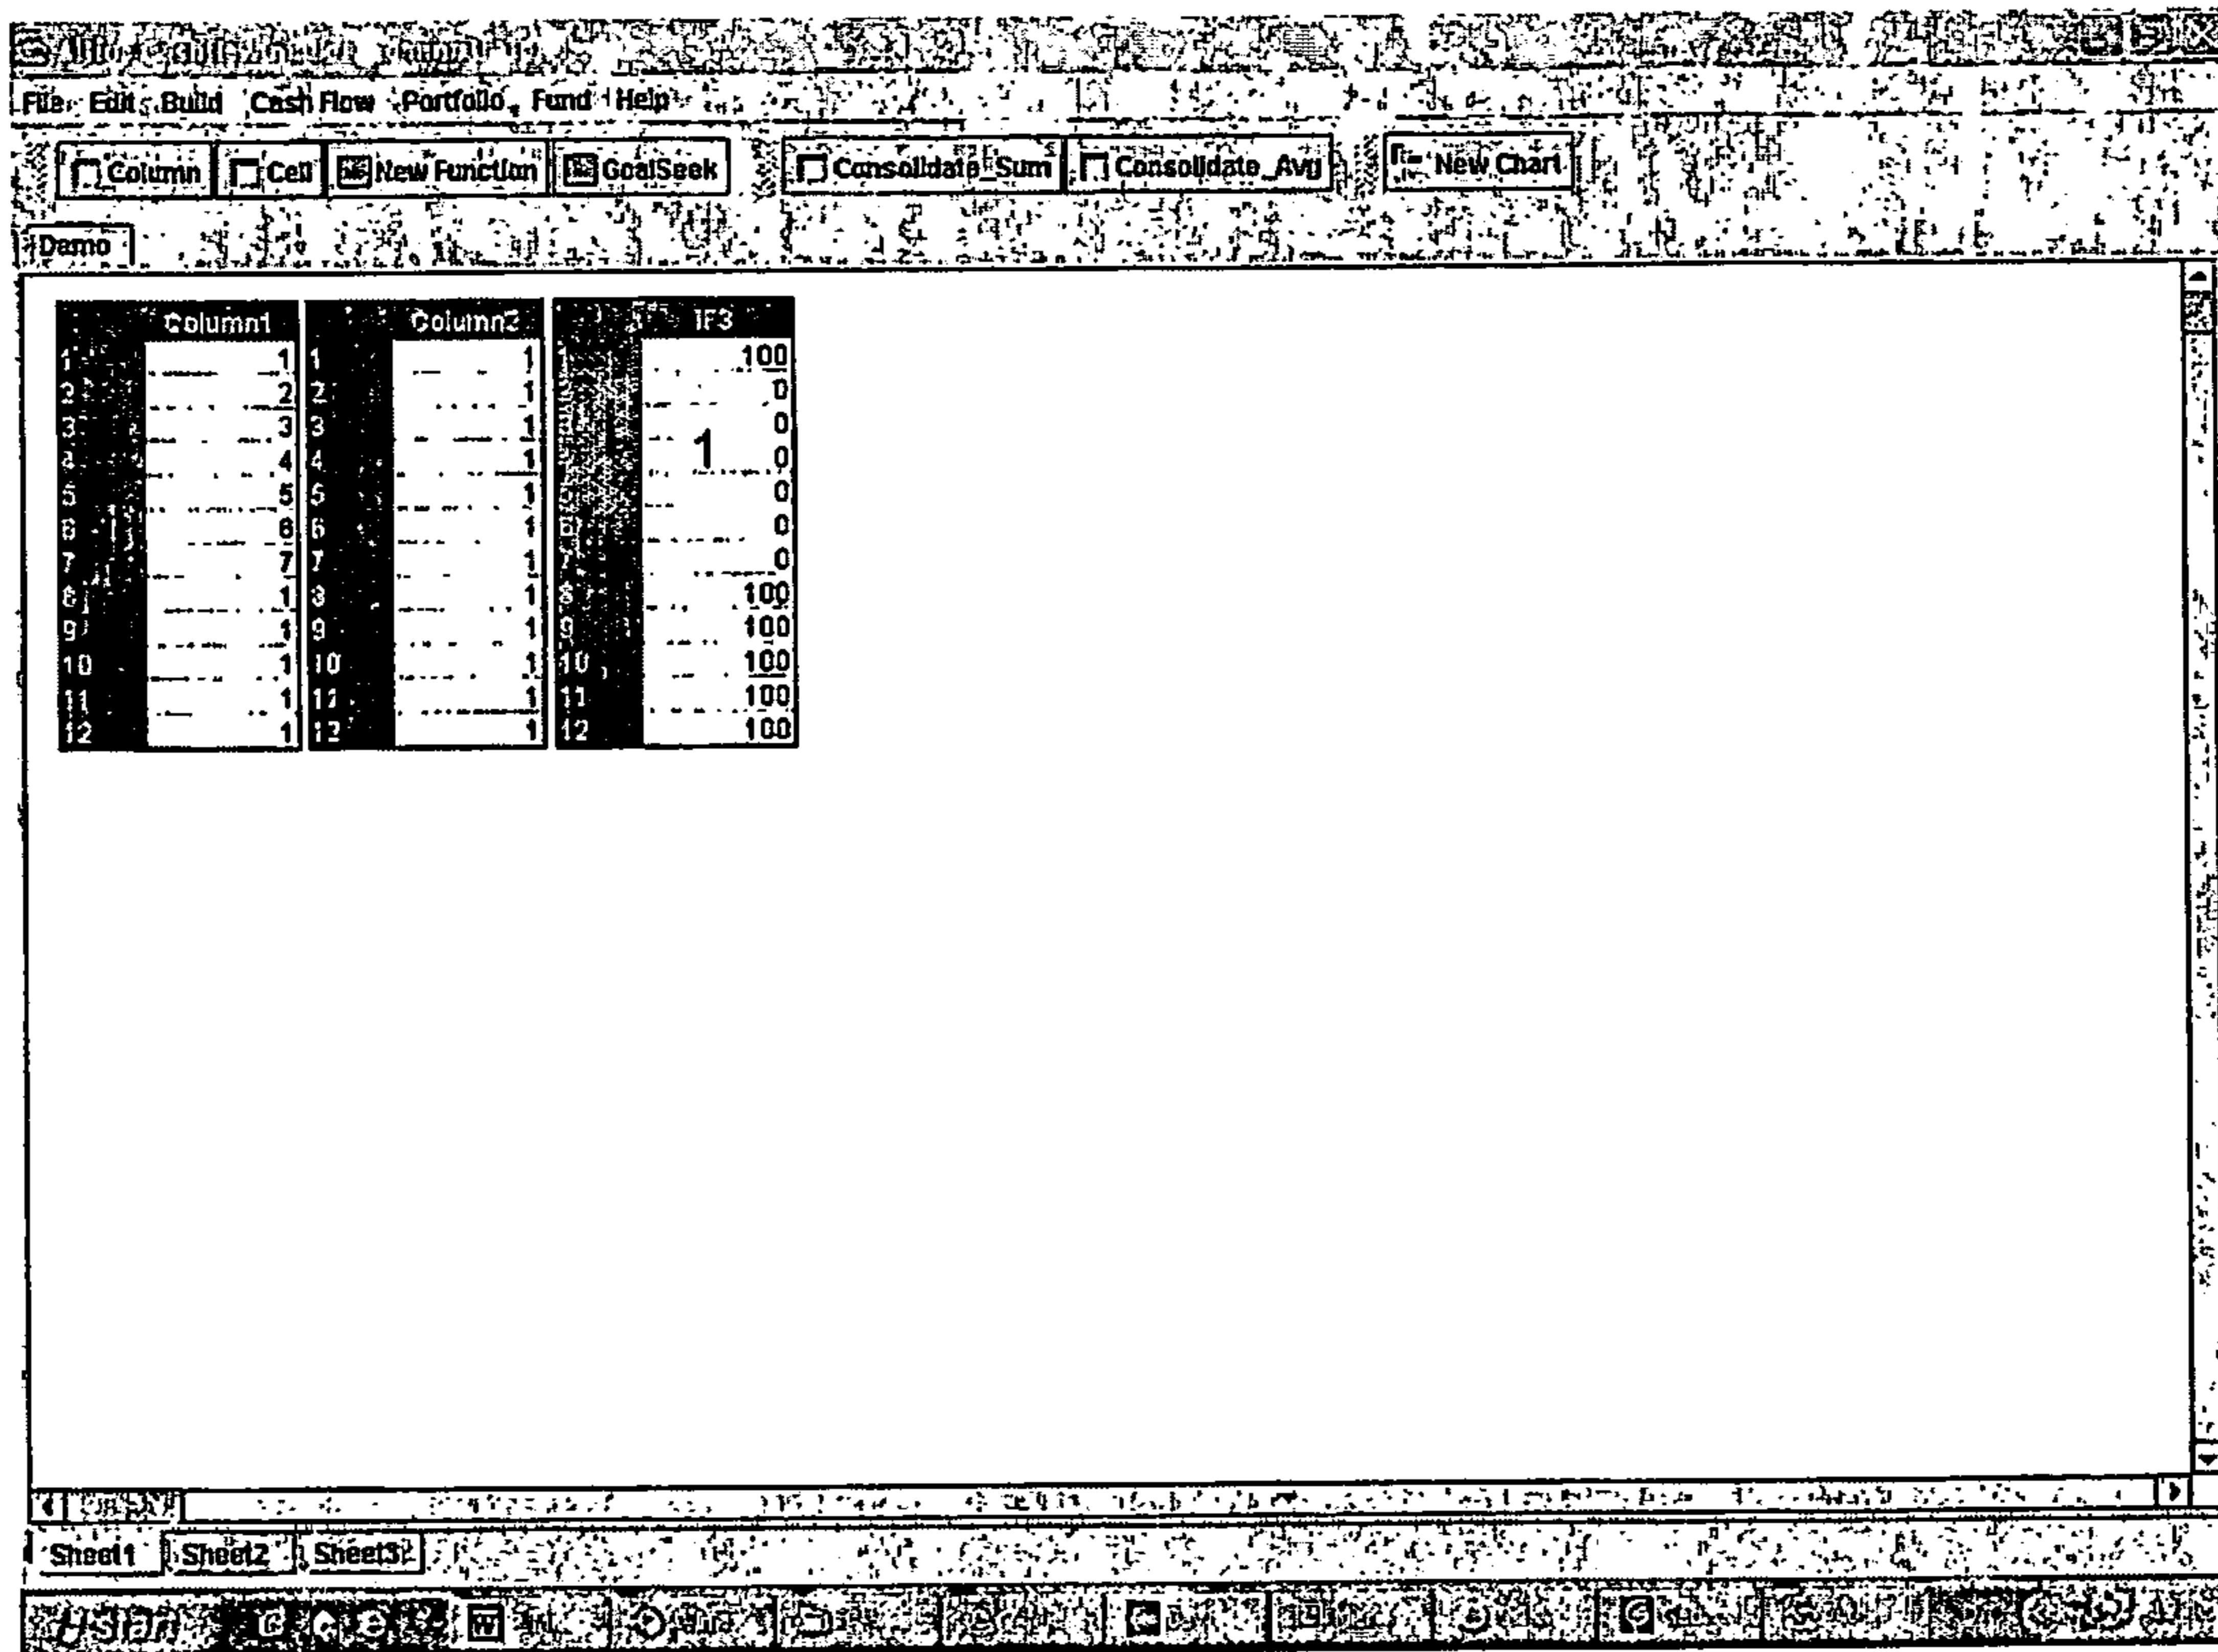 File Edit Build Cash Flow Portfolio Fund Help
Column Cell New Function GoalSeek Consolidate_Sum Consolidate_Avg New Chart
Damo
Column1 Column2 IF3
1 1 1 1 100
2 2 2 1 0
3 3 3 1 0
1
4 4 4 1 0
5 5 5 1 0
6 6 6 1 6 0
7 7 7 1 7 0
8 1 8 1 8 100
9 1 9 1 9 100
10 1 10 1 10 100
11 1 11 1 11 100
12 1 12 1 12 100
Sheet1 Sheet2 Sheet3
Start